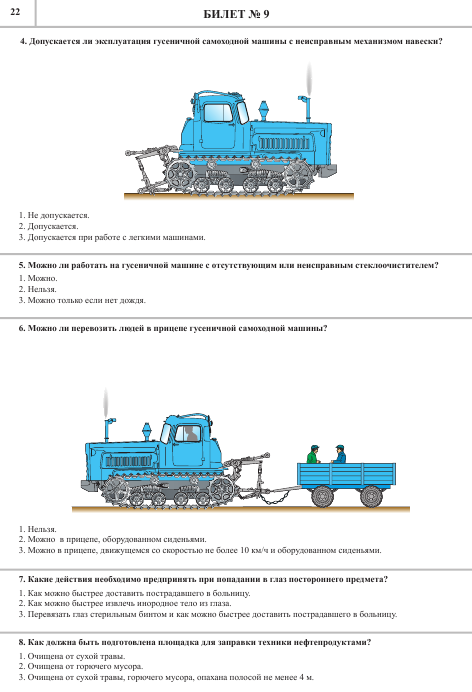 22
БИЛЕТ № 9
4. Допускается ли эксплуатация гусеничной самоходной машины с неисправным механизмом навески?
1. Не допускается.
2. Допускается.
3. Допускается при работе с легкими машинами.
5. Можно ли работать на гусеничной машине с отсутствующим или неисправным стеклоочистителем?
1. Можно.
2. Нельзя.
3. Можно только если нет дождя.
6. Можно ли перевозить людей в прицепе гусеничной самоходной машины?
1. Нельзя.
2. Можно в прицепе, оборудованном сиденьями.
3. Можно в прицепе, движущемся со скоростью не более 10 км/ч и оборудованном сиденьями.
7. Какие действия необходимо предпринять при попадании в глаз постороннего предмета?
1. Как можно быстрее доставить пострадавшего в больницу.
2. Как можно быстрее извлечь инородное тело из глаза.
3. Перевязать глаз стерильным бинтом и как можно быстрее доставить пострадавшего в больницу.
8. Как должна быть подготовлена площадка для заправки техники нефтепродуктами?
1. Очищена от сухой травы.
2. Очищена от горючего мусора.
3. Очищена от сухой травы, горючего мусора, опахана полосой не менее 4 м.